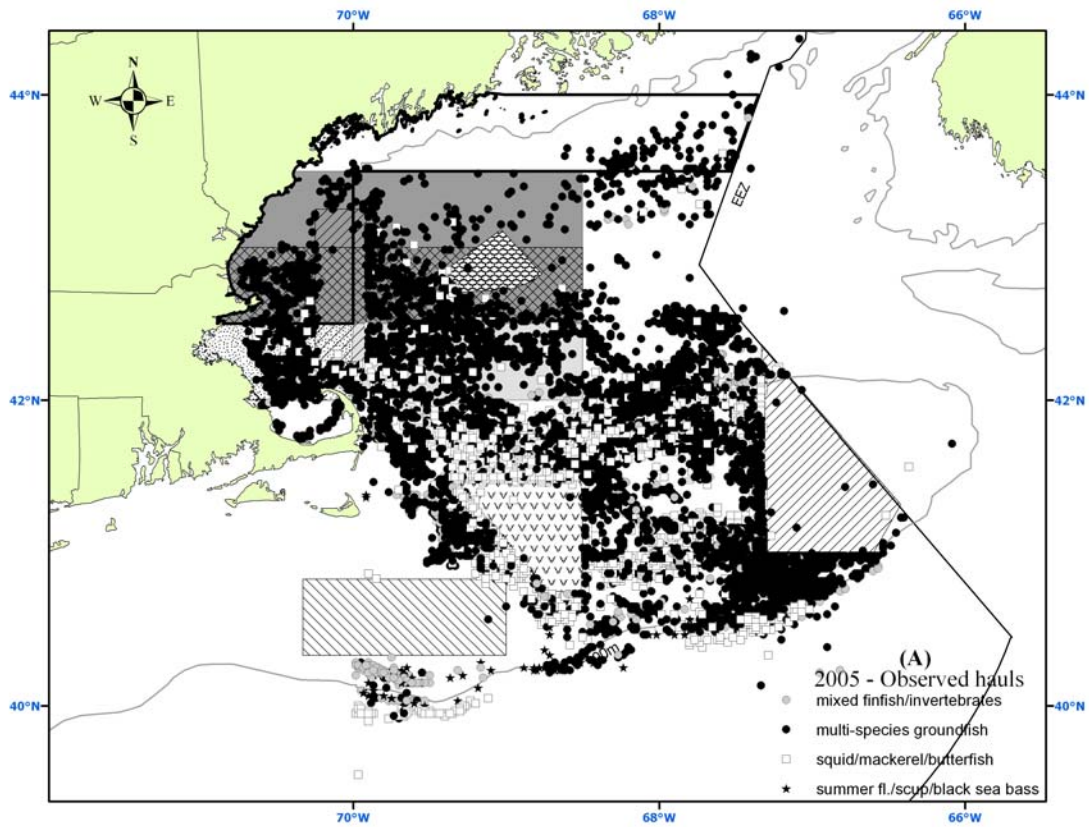 70°W
68°W
66°W
N
W
E
S
44°N
44°N
EEZ
42°N
42°N
(A)
2005 - Observed hauls
mixed finfish/invertebrates
40°N
40°N
multi-species groundfish
squid/mackerel/butterfish
summer fl./scup/black sea bass
70°W
68°W
66°W